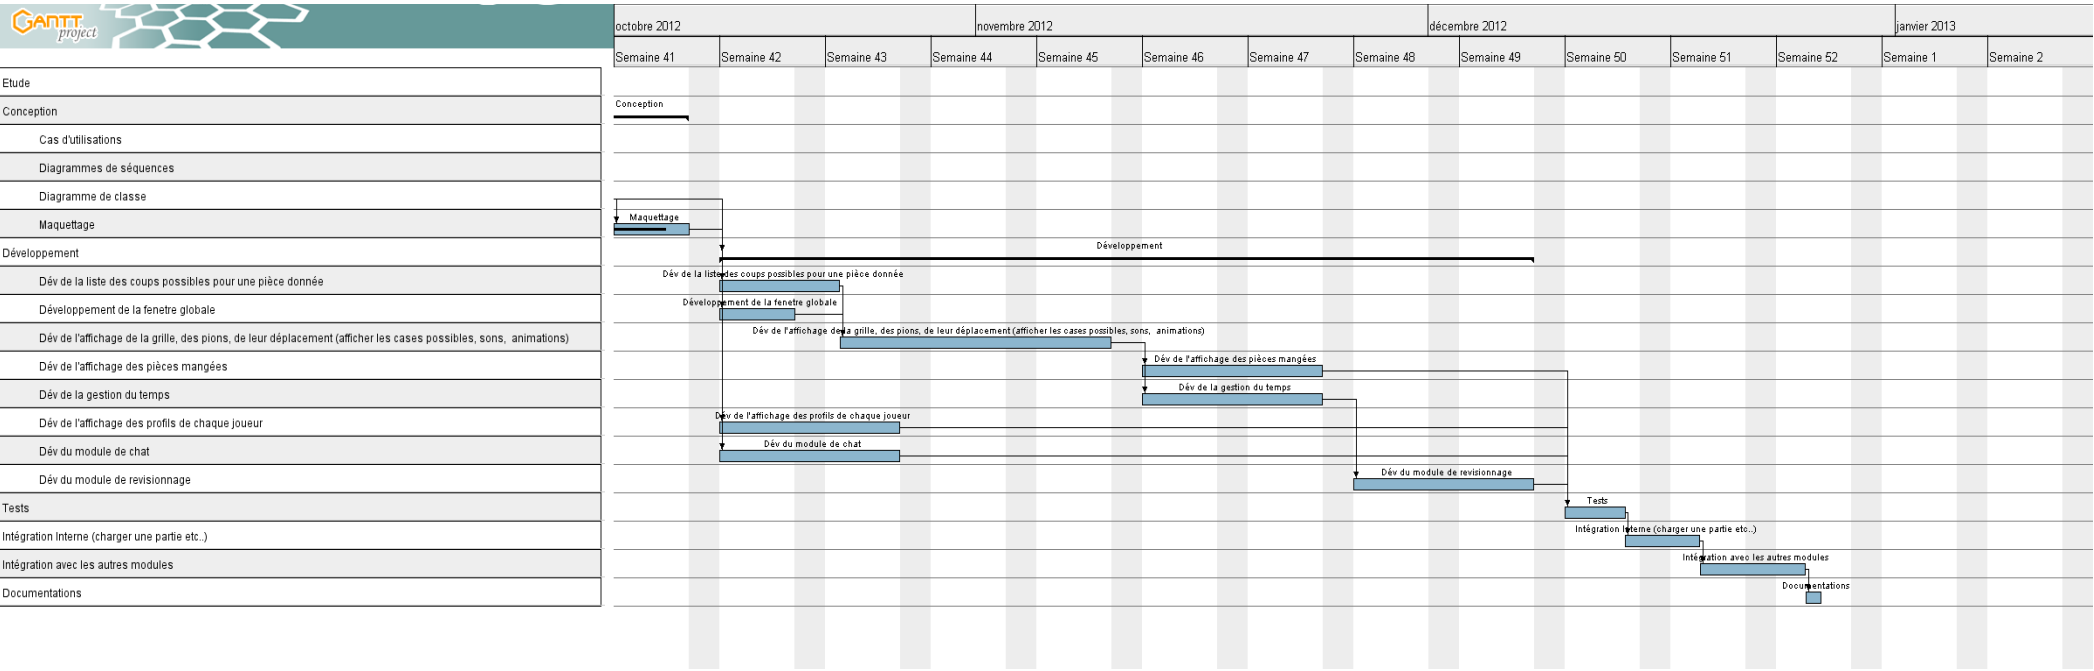 GANTT
project
octobre 2012
novembre 2012
décembre 2012
janvier 2013
Semaine 41
Semaine 42
Semaine 43
Semaine 44
Semaine 45
Semaine 46
Semaine 47
Semaine 48
Semaine 49
Semaine 50
Semaine 51
Semaine 52
Semaine 1
Semaine 2
Etude
Conception
Conception
Cas d'utilisations
Diagrammes de séquences
Diagramme de classe
Maquettage
Maquettage
Développement
Développement
Dév de la liste des coups possibles pour une pièce donnée
Dév de la liste des coups possibles pour une pièce donnée
Développement de la fenetre globale
Développement de la fenetre globale
Dév de l'affichage de la grille, des pions, de leur déplacement (afficher les cases possibles, sons, animations)
Dév de l'affichage de la grille, des pions, de leur déplacement (afficher les cases possibles, sons, animations)
Dév de l'affichage des pièces mangées
Dév de l'affichage des pièces mangées
Dév de la gestion du temps
Dév de la gestion du temps
Dév de l'affichage des profils de chaque joueur
Dév de l'affichage des profils de chaque joueur
Dév du module de chat
Dév du module de chat
Dév du module de revisionnage
Dév du module de revisionnage
Tests
Tests
Intégration Interne (charger une partie etc..)
Intégration Interne (charger une partie etc..)
Intégration avec les autres modules
Intégration avec les autres modules
Documentations
Documentations